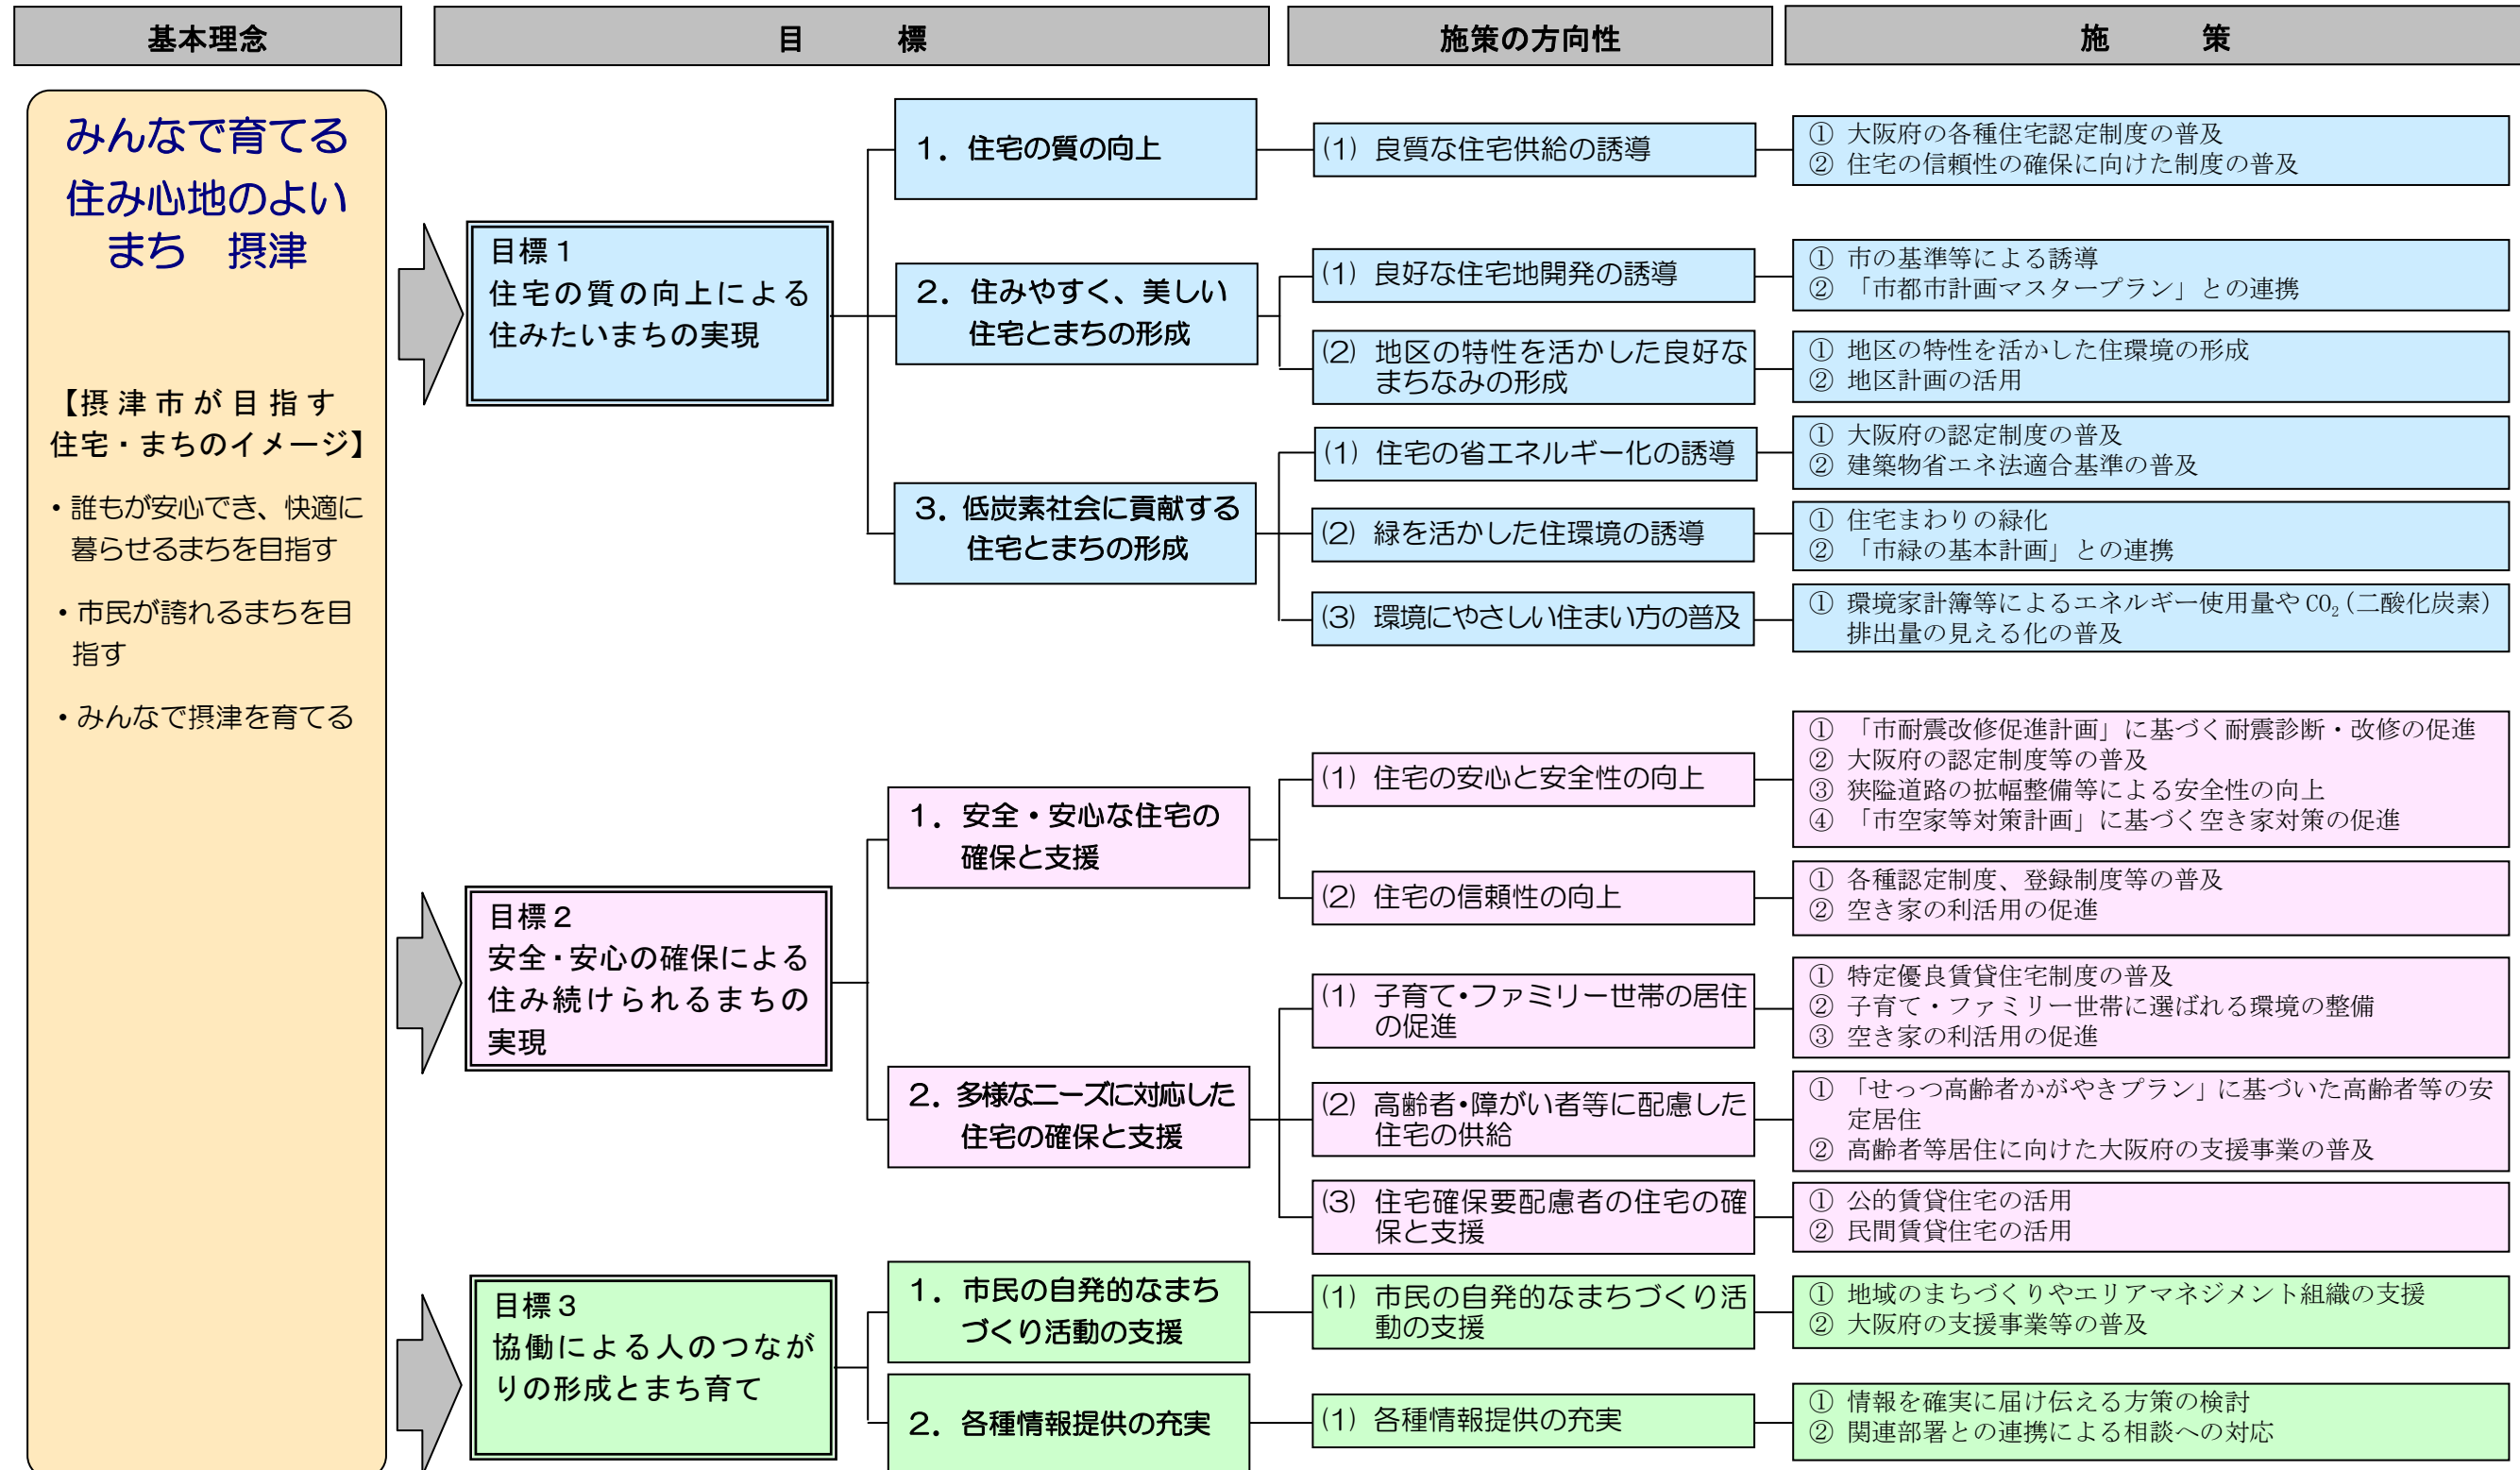 基本理念
目　標
施策の方向性
施　策
みんなで育てる
住み心地のよい
まち　摂津
【摂津市が目指す
住宅・まちのイメージ】
・誰もが安心でき、快適に
暮らせるまちを目指す
・市民が誇れるまちを目
指す
・みんなで摂津を育てる
目標１
住宅の質の向上による
住みたいまちの実現
１．住宅の質の向上
(1) 良質な住宅供給の誘導
① 大阪府の各種住宅認定制度の普及
② 住宅の信頼性の確保に向けた制度の普及
２．住みやすく、美しい
住宅とまちの形成
(1) 良好な住宅地開発の誘導
① 市の基準等による誘導
② 「市都市計画マスタープラン」との連携
(2) 地区の特性を活かした良好な
まちなみの形成
① 地区の特性を活かした住環境の形成
② 地区計画の活用
３．低炭素社会に貢献する
住宅とまちの形成
(1) 住宅の省エネルギー化の誘導
① 大阪府の認定制度の普及
② 建築物省エネ法適合基準の普及
(2) 緑を活かした住環境の誘導
① 住宅まわりの緑化
② 「市緑の基本計画」との連携
(3) 環境にやさしい住まい方の普及
① 環境家計簿等によるエネルギー使用量や CO₂(二酸化炭素)
排出量の見える化の普及
目標２
安全・安心の確保による
住み続けられるまちの
実現
１．安全・安心な住宅の
確保と支援
(1) 住宅の安心と安全性の向上
① 「市耐震改修促進計画」に基づく耐震診断・改修の促進
② 大阪府の認定制度等の普及
③ 狭隘道路の拡幅整備等による安全性の向上
④ 「市空家等対策計画」に基づく空き家対策の促進
(2) 住宅の信頼性の向上
① 各種認定制度、登録制度等の普及
② 空き家の利活用の促進
２．多様なニーズに対応した
住宅の確保と支援
(1) 子育て・ファミリー世帯の居住
の促進
① 特定優良賃貸住宅制度の普及
② 子育て・ファミリー世帯に選ばれる環境の整備
③ 空き家の利活用の促進
(2) 高齢者・障がい者等に配慮した
住宅の供給
① 「せっつ高齢者かがやきプラン」に基づいた高齢者等の安
定居住
② 高齢者等居住に向けた大阪府の支援事業の普及
(3) 住宅確保要配慮者の住宅の確
保と支援
① 公的賃貸住宅の活用
② 民間賃貸住宅の活用
目標３
協働による人のつなが
りの形成とまち育て
１．市民の自発的なまち
づくり活動の支援
(1) 市民の自発的なまちづくり活
動の支援
① 地域のまちづくりやエリアマネジメント組織の支援
② 大阪府の支援事業等の普及
２．各種情報提供の充実
(1) 各種情報提供の充実
① 情報を確実に届け伝える方策の検討
② 関連部署との連携による相談への対応